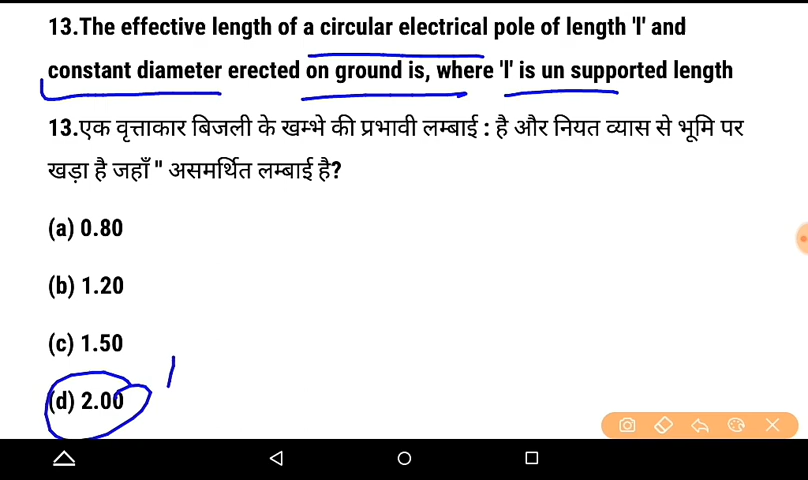 13.The effective length of a circular electrical pole of length 'l' and
constant diameter erected on ground is, where 'l' is un supported length
13.एक वृत्ताकार बिजली के खम्भे की प्रभावी लम्बाई : है और नियत व्यास से भूमि पर
खड़ा है जहाँ " असमर्थित लम्बाई है?
(a) 0.80
(b) 1.20
(c) 1.50
(d) 2.00